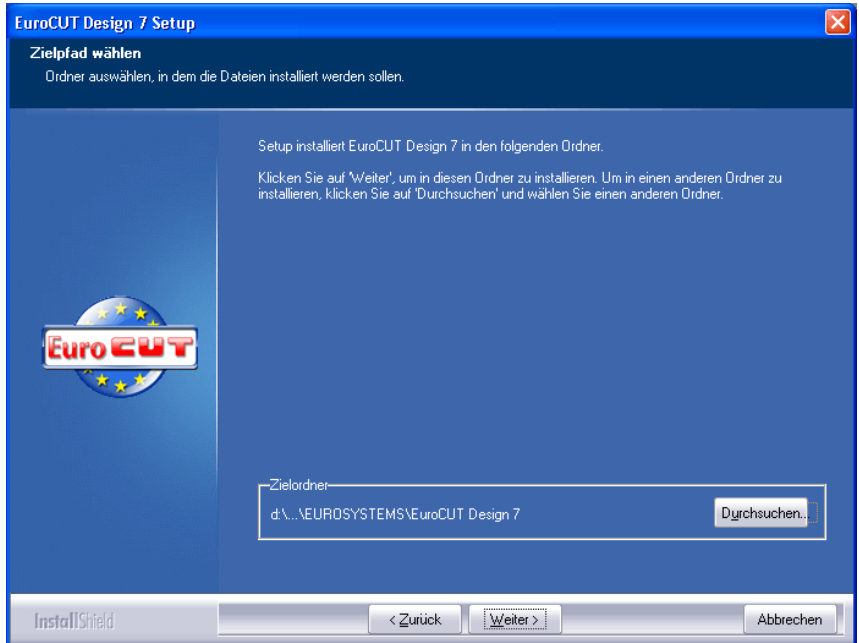 EuroCUT Design 7 Setup
Zielpfad wählen
Ordner auswählen, in dem die Dateien installiert werden sollen.
Setup installiert EuroCUT Design 7 in den folgenden Ordner.
Klicken Sie auf 'Weiter', um in diesen Ordner zu installieren. Um in einen anderen Ordner zu
installieren, klicken Sie auf 'Durchsuchen' und wählen Sie einen anderen Ordner.
Euro CUT
Zielordner
d:\...\EUROSYSTEMS\EuroCUT Design 7
Durchsuchen...
InstallShield
< Zurück
Weiter >
Abbrechen